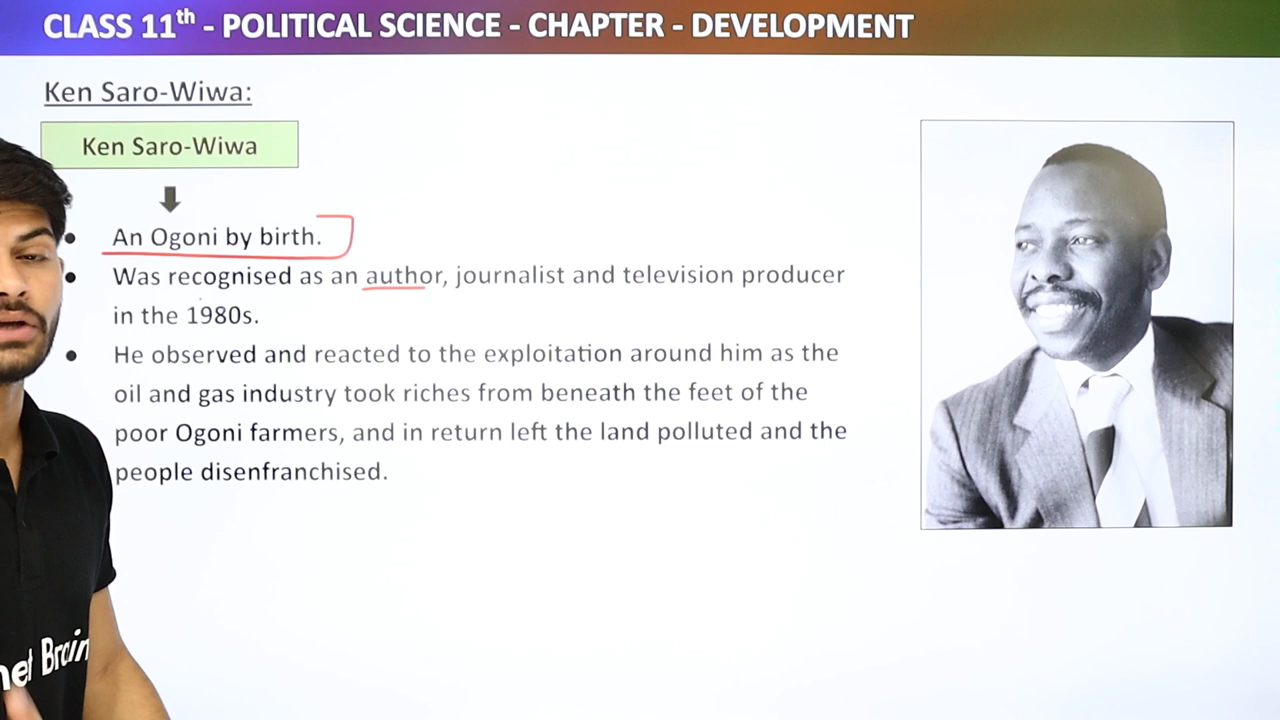 CLASS 11th - POLITICAL SCIENCE - CHAPTER - DEVELOPMENT
Ken Saro-Wiwa:
Ken Saro-Wiwa
An Ogoni by birth.
Was recognised as an author, journalist and television producer
in the 1980s.
He observed and reacted to the exploitation around him as the
oil and gas industry took riches from beneath the feet of the
poor Ogoni farmers, and in return left the land polluted and the
people disenfranchised.
net Brain